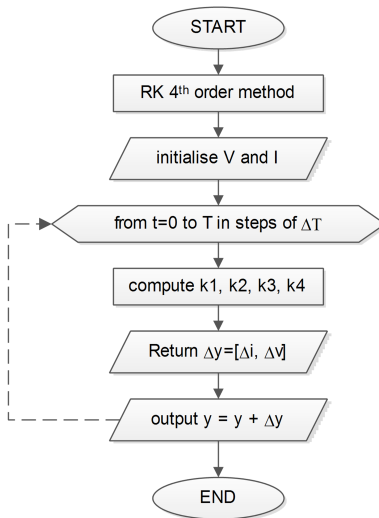 START
RK 4th order method
initialise V and I
from t=0 to T in steps of ΔT
compute k1, k2, k3, k4
Return Δy=[Δi, Δv]
output y = y + Δy
END